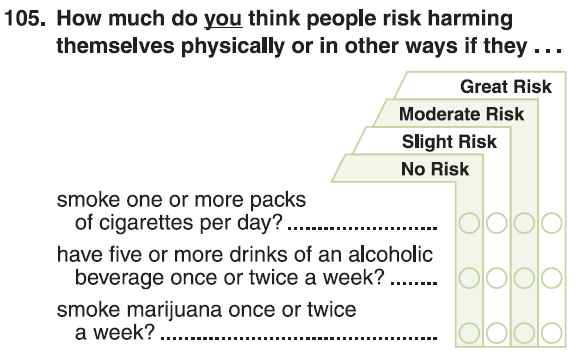 105. How much do you think people risk harming
themselves physically or in other ways if they . . .
Great Risk
Moderate Risk
Slight Risk
No Risk
smoke one or more packs
of cigarettes per day? ..........................
have five or more drinks of an alcoholic
beverage once or twice a week? ........
smoke marijuana once or twice
a week? ...............................................